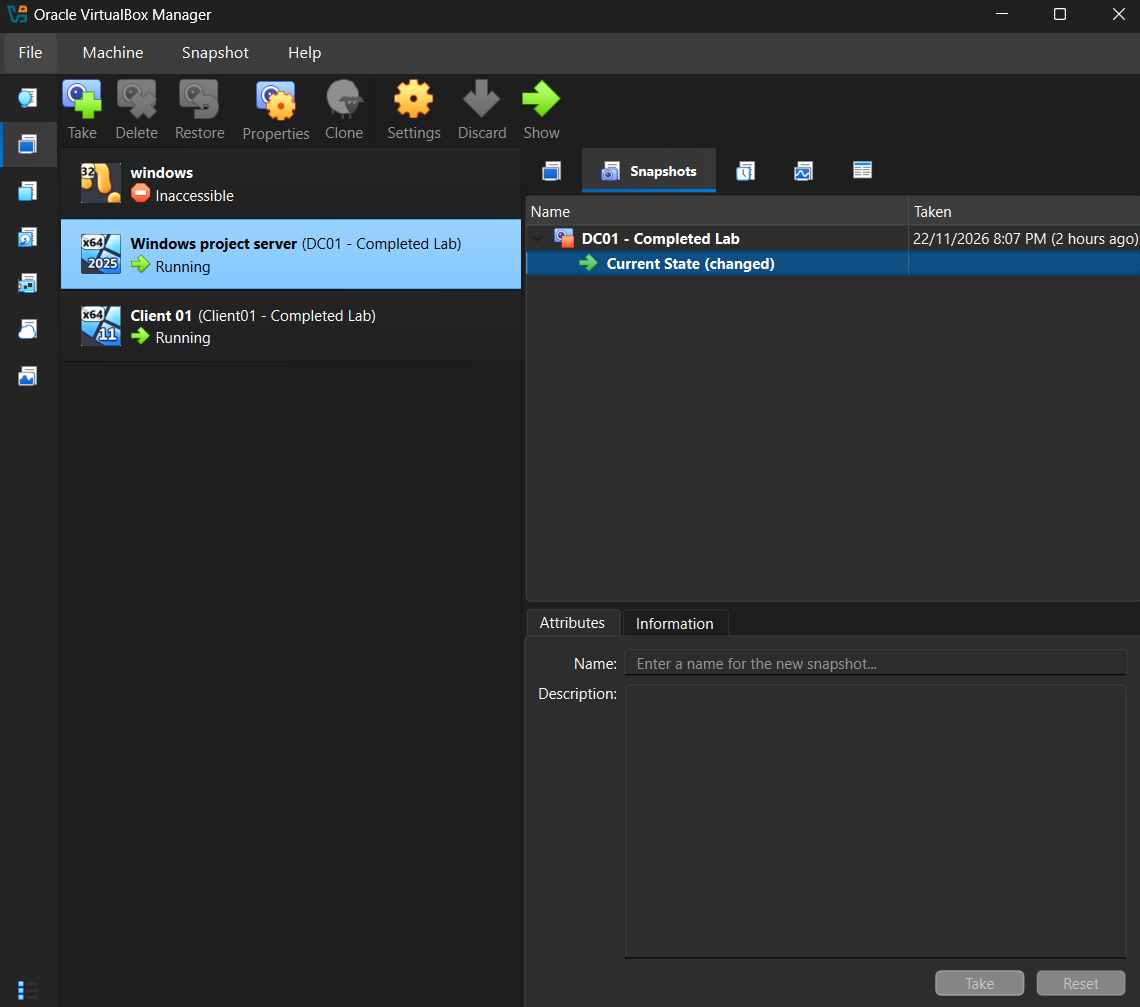 Oracle VirtualBox Manager
File Machine Snapshot Help
Take Delete Restore Properties Clone Settings Discard Show
32
windows
Inaccessible
x64
2025
Windows project server (DC01 - Completed Lab)
Running
x64
11
Client 01 (Client01 - Completed Lab)
Running
Snapshots
Name Taken
DC01 - Completed Lab 22/11/2026 8:07 PM (2 hours ago)
Current State (changed)
Attributes Information
Name: Enter a name for the new snapshot...
Description:
Take Reset